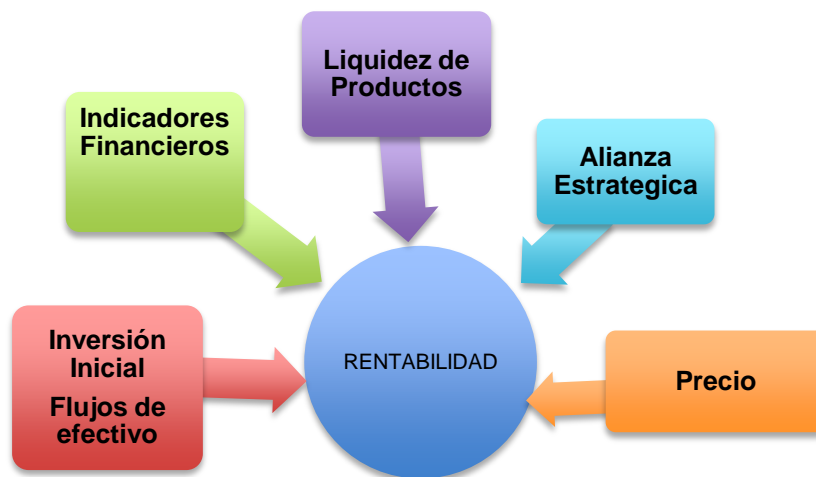 Liquidez de
Productos
Indicadores
Financieros
Alianza
Estrategica
Inversión
Inicial
Flujos de
efectivo
RENTABILIDAD
Precio